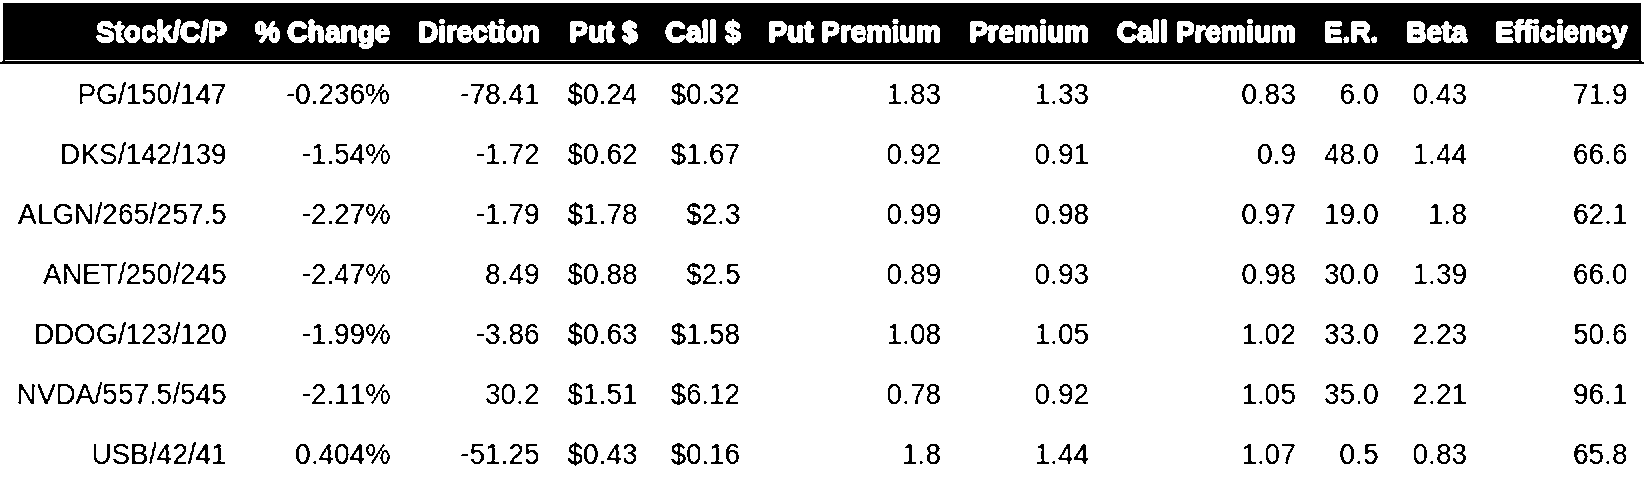 Stock/C/P % Change Direction Put $ Call $ Put Premium Premium Call Premium E.R. Beta Efficiency
PG/150/147 -0.236% -78.41 $0.24 $0.32 1.83 1.33 0.83 6.0 0.43 71.9
DKS/142/139 -1.54% -1.72 $0.62 $1.67 0.92 0.91 0.9 48.0 1.44 66.6
ALGN/265/257.5 -2.27% -1.79 $1.78 $2.3 0.99 0.98 0.97 19.0 1.8 62.1
ANET/250/245 -2.47% 8.49 $0.88 $2.5 0.89 0.93 0.98 30.0 1.39 66.0
DDOG/123/120 -1.99% -3.86 $0.63 $1.58 1.08 1.05 1.02 33.0 2.23 50.6
NVDA/557.5/545 -2.11% 30.2 $1.51 $6.12 0.78 0.92 1.05 35.0 2.21 96.1
USB/42/41 0.404% -51.25 $0.43 $0.16 1.8 1.44 1.07 0.5 0.83 65.8